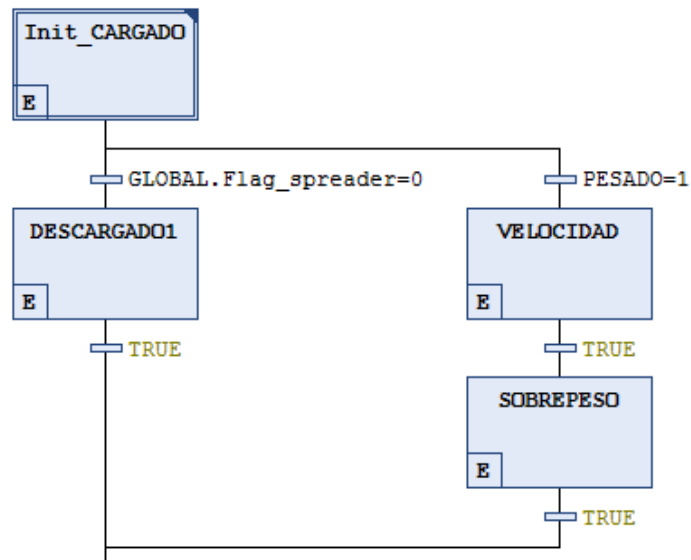 Init_CARGADO
E
GLOBAL.Flag_spreader=0
PESADO=1
DESCARGADO1
E
VELOCIDAD
E
TRUE
TRUE
SOBREPESO
E
TRUE